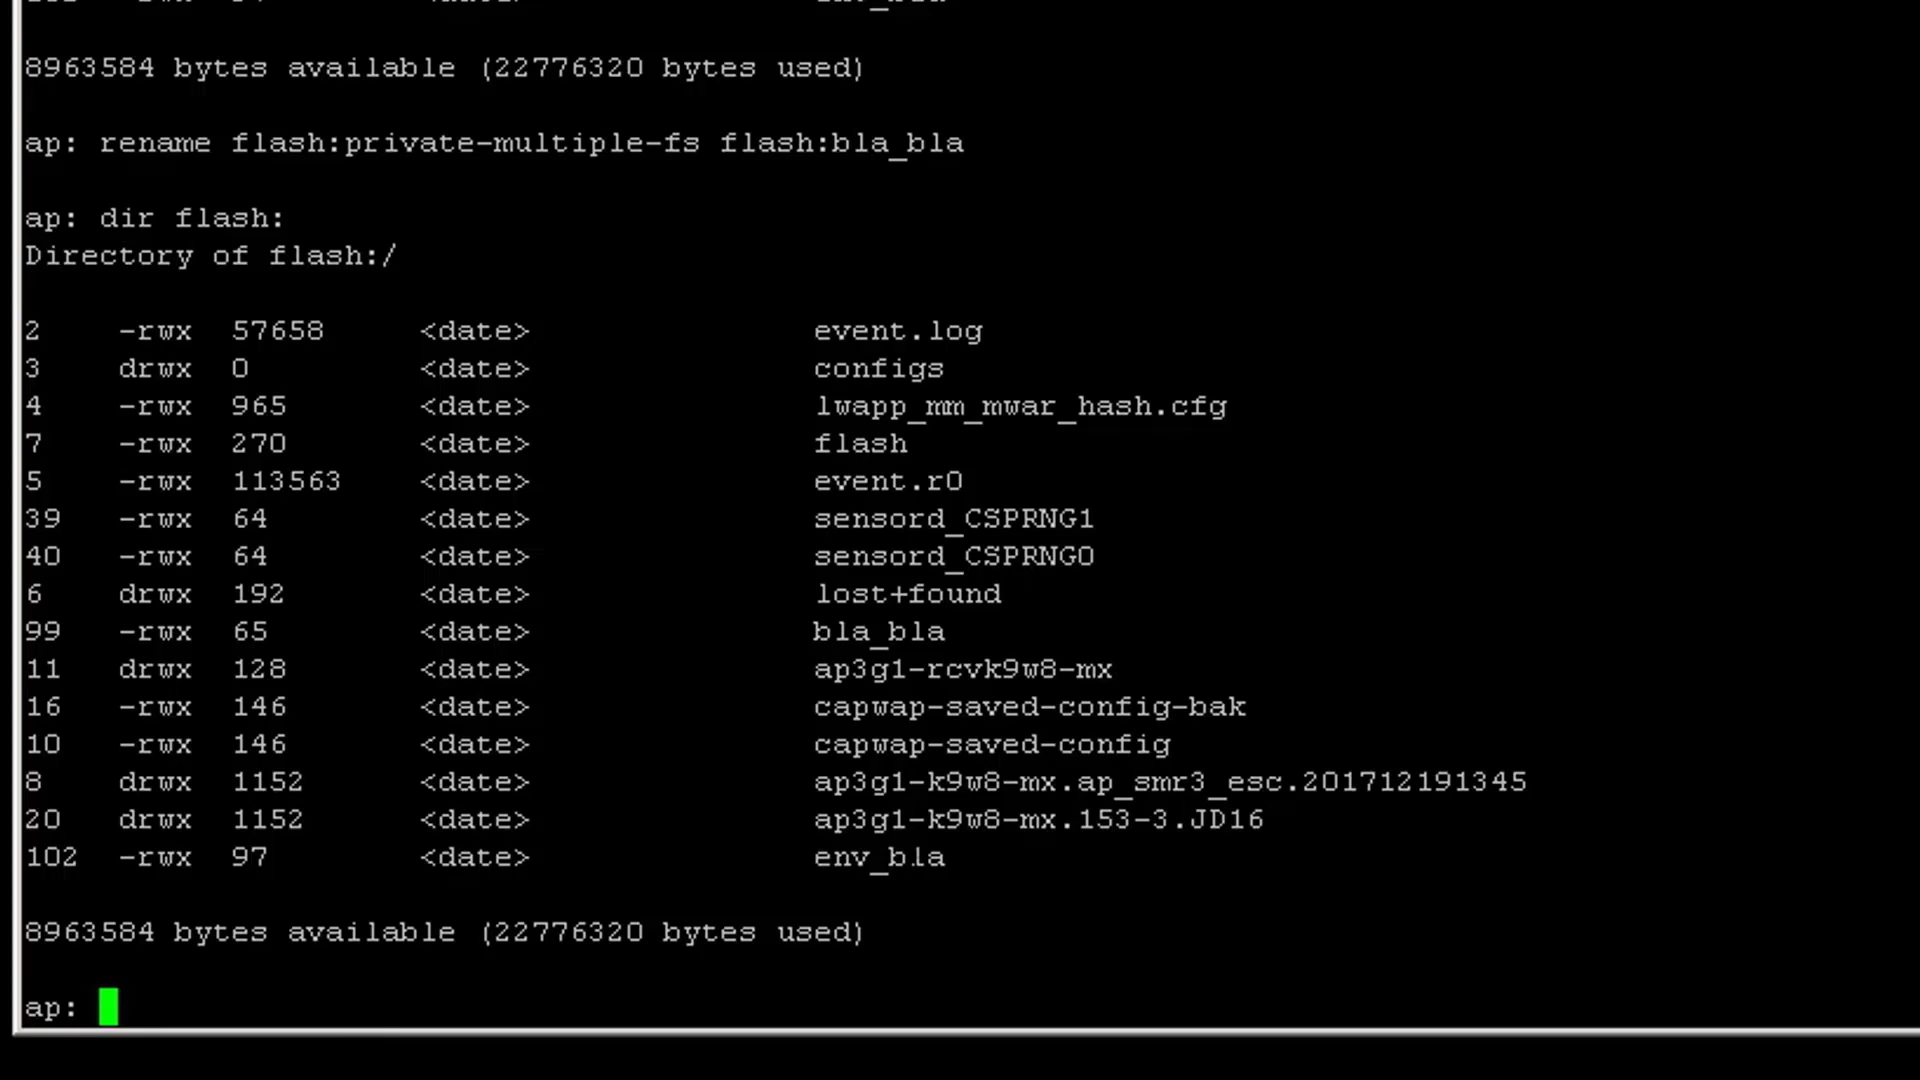 8963584 bytes available (22776320 bytes used)
ap: rename flash:private-multiple-fs flash:bla_bla
ap: dir flash:
Directory of flash:/
2 -rwx 57658 <date> event.log
3 drwx 0 <date> configs
4 -rwx 965 <date> lwapp_mm_mwar_hash.cfg
7 -rwx 270 <date> flash
5 -rwx 113563 <date> event.r0
39 -rwx 64 <date> sensord_CSPRNG1
40 -rwx 64 <date> sensord_CSPRNG0
6 drwx 192 <date> lost+found
99 -rwx 65 <date> bla_bla
11 drwx 128 <date> ap3g1-rcvk9w8-mx
16 -rwx 146 <date> capwap-saved-config-bak
10 -rwx 146 <date> capwap-saved-config
8 drwx 1152 <date> ap3g1-k9w8-mx.ap_smr3_esc.201712191345
20 drwx 1152 <date> ap3g1-k9w8-mx.153-3.JD16
102 -rwx 97 <date> env_bla
8963584 bytes available (22776320 bytes used)
ap: